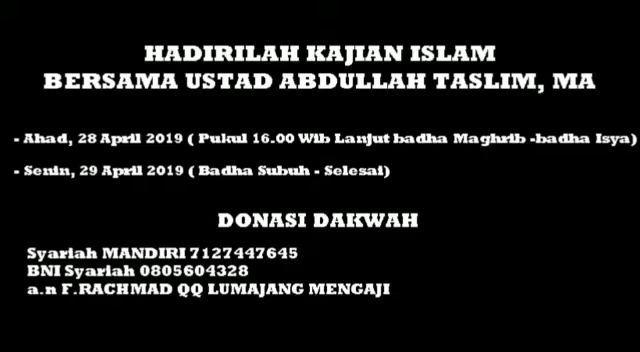 HADIRILAH KAJIAN ISLAM
BERSAMA USTAD ABDULLAH TASLIM, MA
- Ahad, 28 April 2019 ( Pukul 16.00 Wib Lanjut badha Maghrib -badha Isya)
- Senin, 29 April 2019 ( Badha Subuh - Selesai)
DONASI DAKWAH
Syariah MANDIRI 7127447645
BNI Syariah 0805604328
a.n F.RACHMAD QQ LUMAJANG MENGAJI